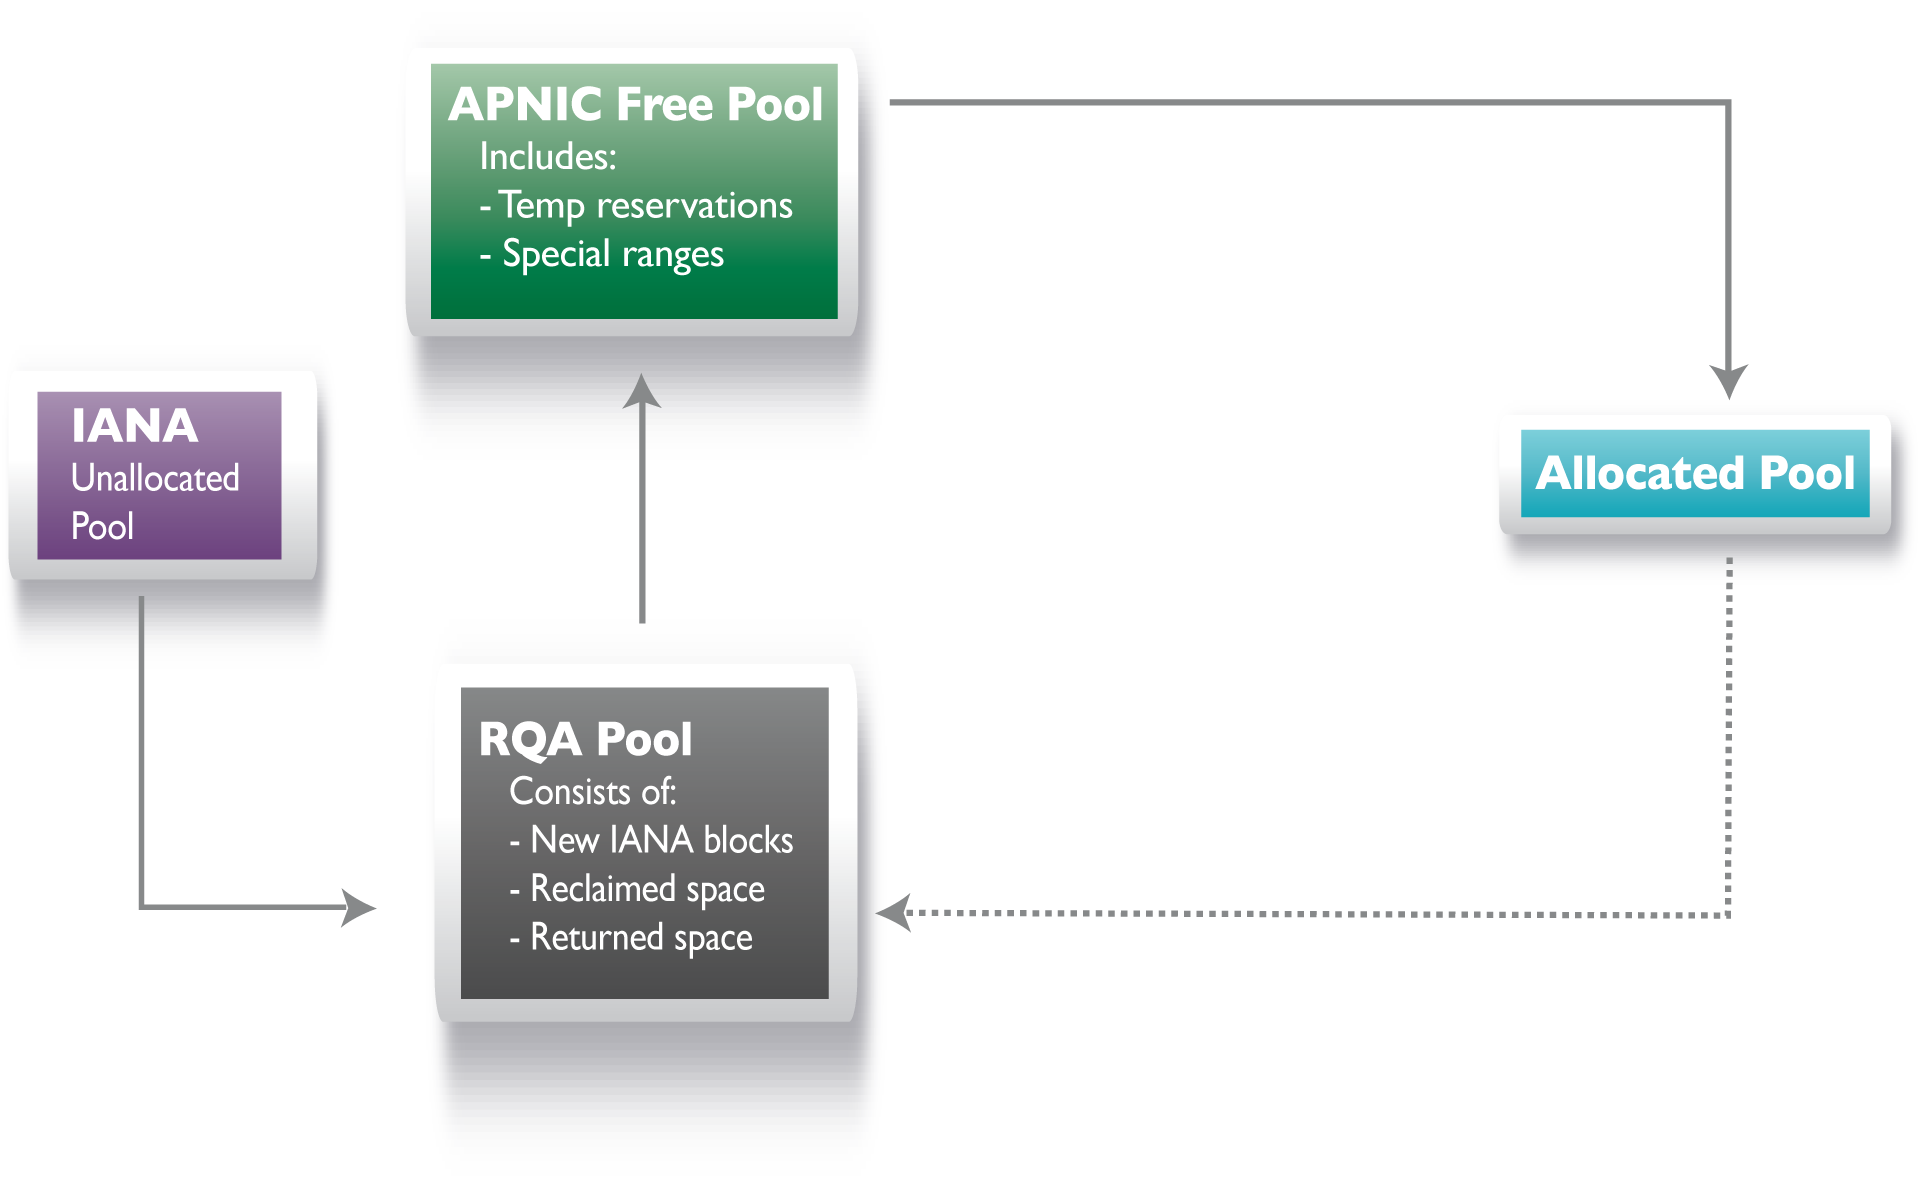 APNIC Free Pool
Includes:
- Temp reservations
- Special ranges
IANA
Unallocated
Pool
Allocated Pool
RQA Pool
Consists of:
- New IANA blocks
- Reclaimed space
- Returned space